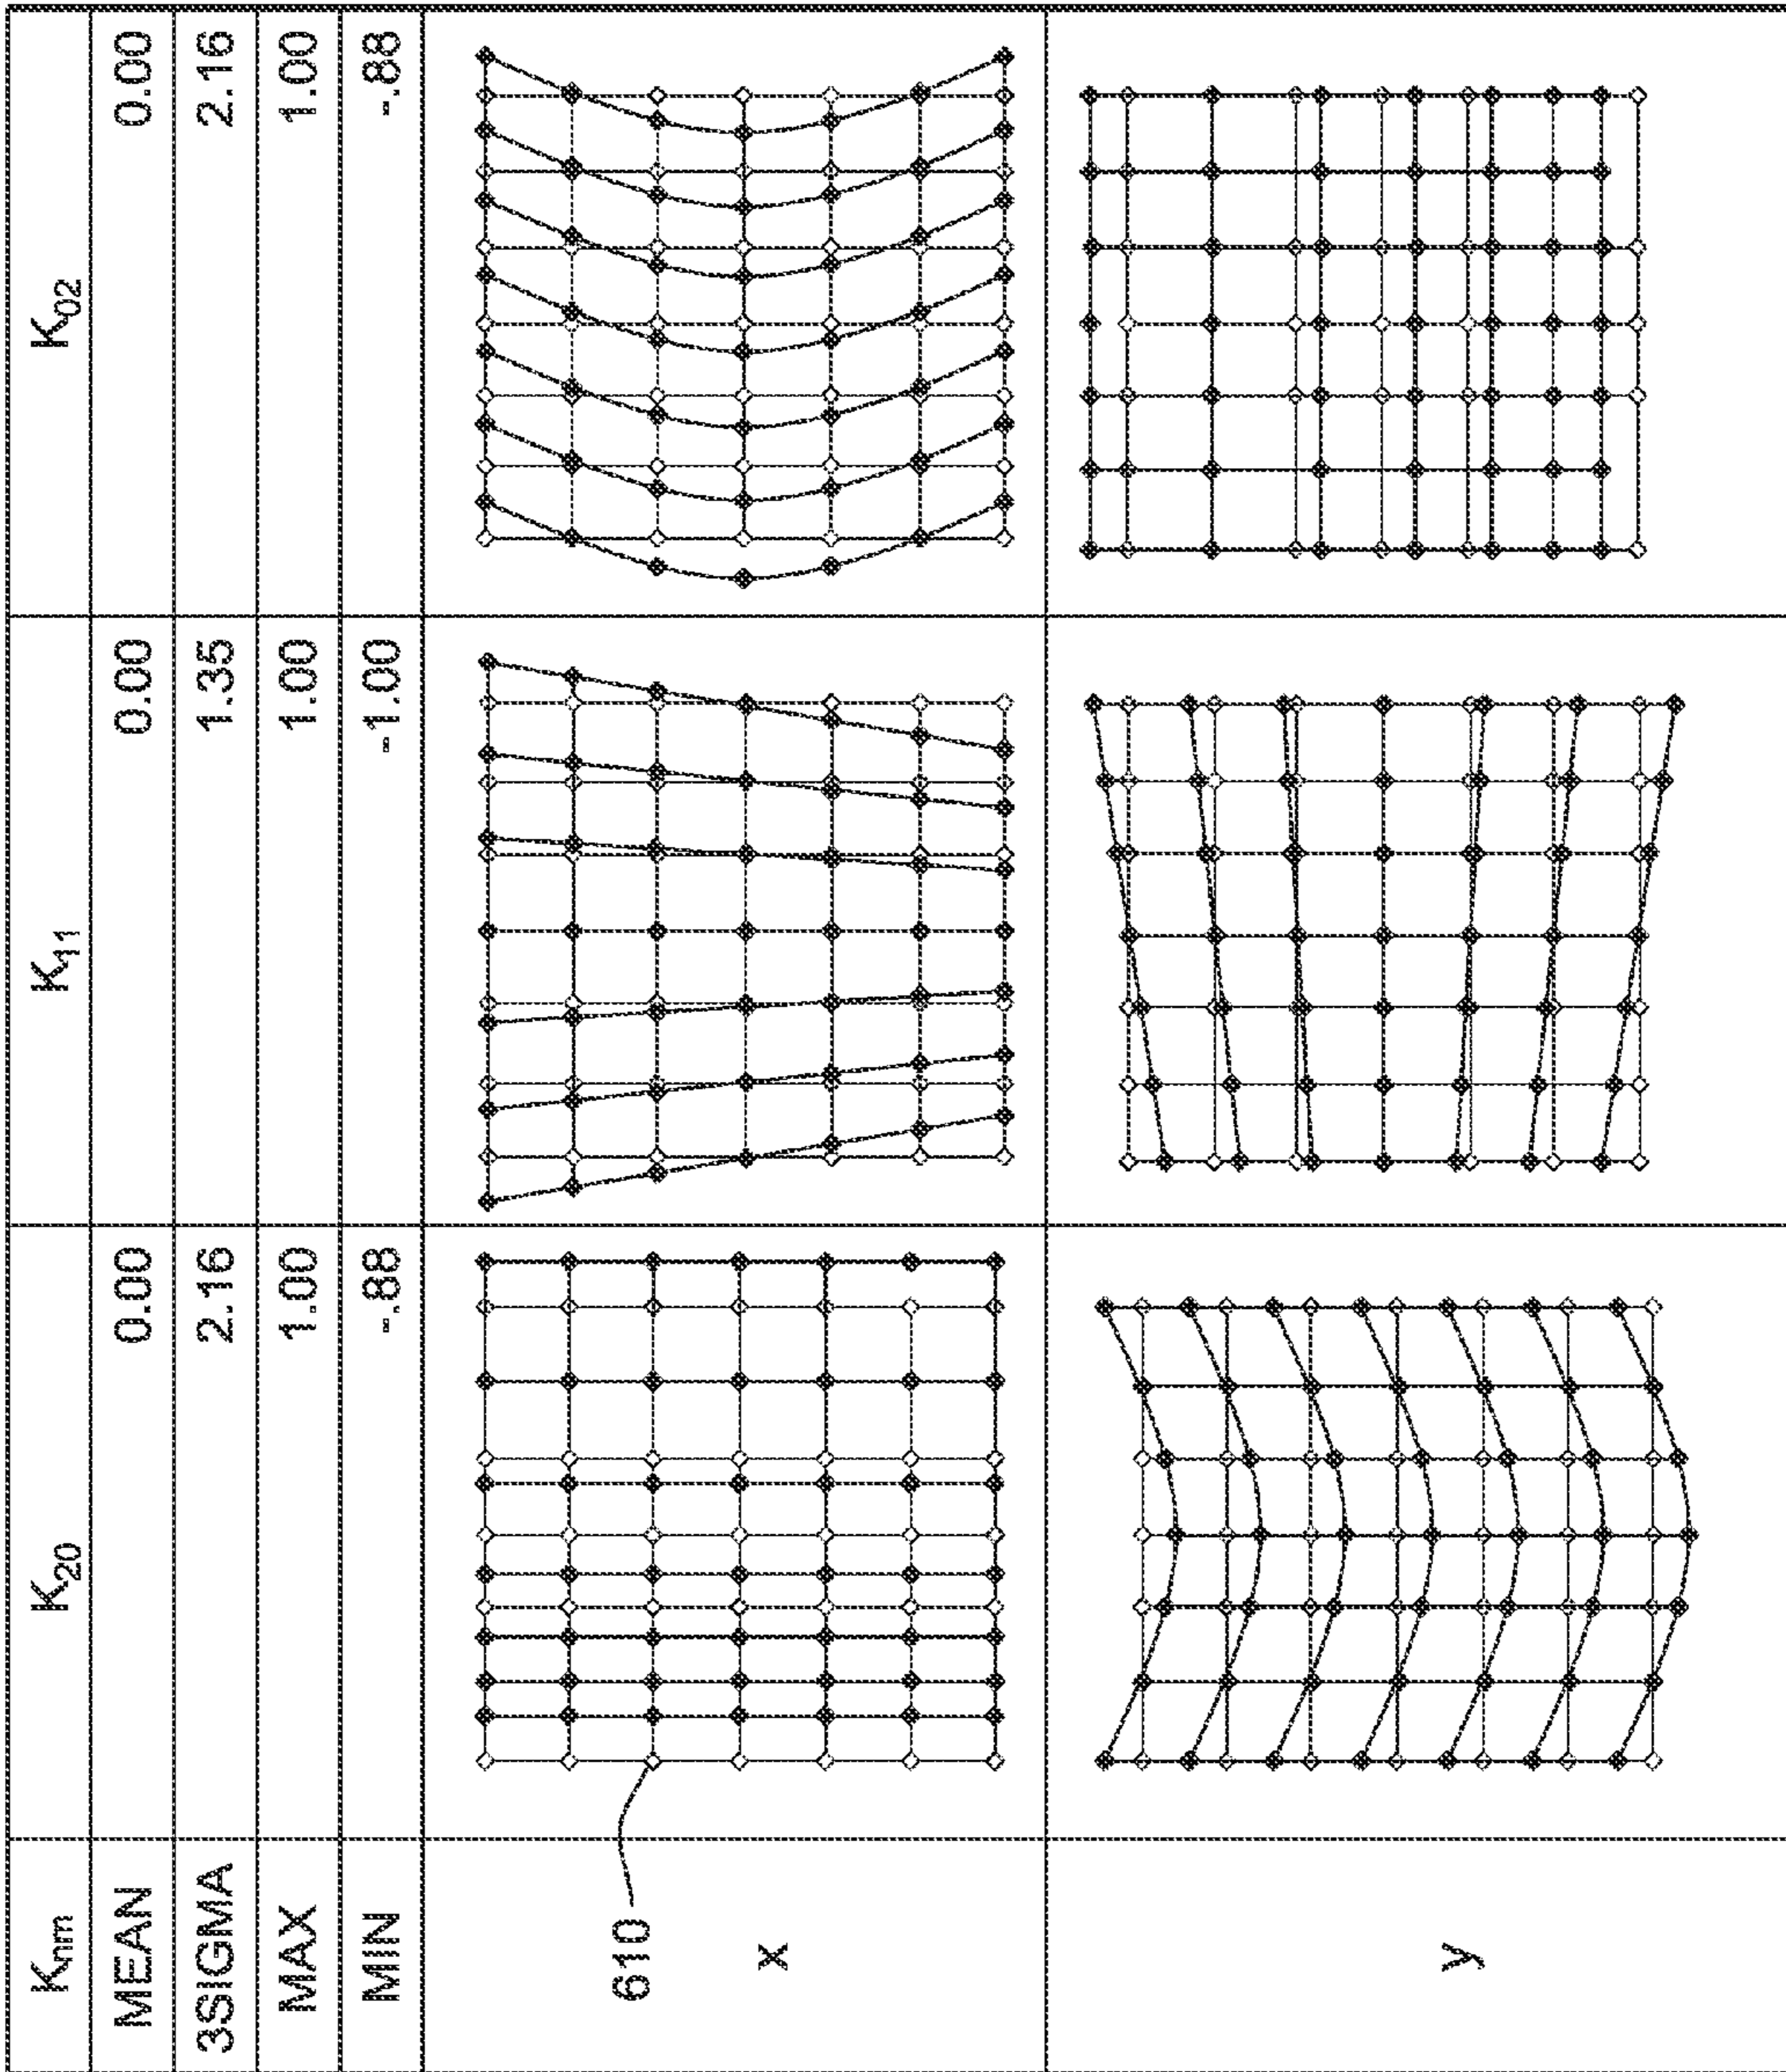 Knm K20 K11 K02
MEAN 0.00 0.00 0.00
3SIGMA 2.16 1.35 2.16
MAX 1.00 1.00 1.00
MIN -.88 -1.00 -.88
610
x
y